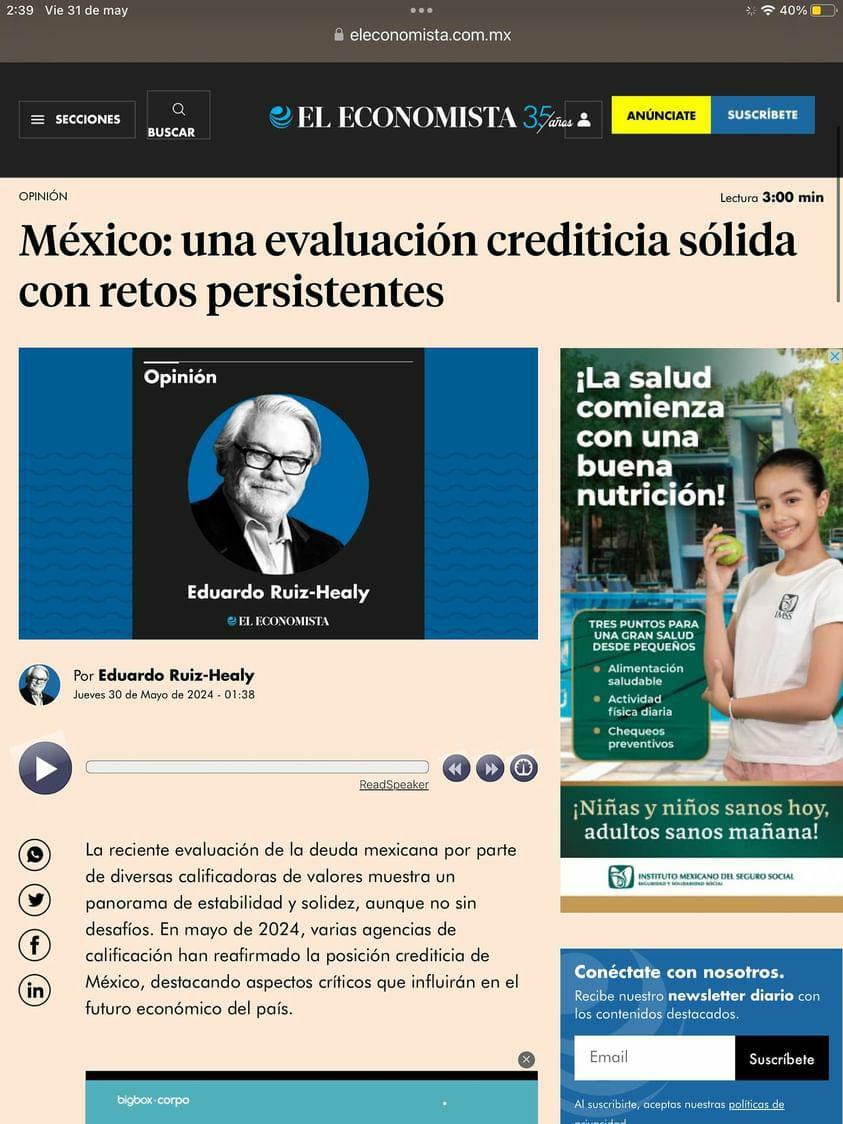 2:39 Vie 31 de may
40%
eleconomista.com.mx
SECCIONES
BUSCAR
EL ECONOMISTA 35 años
ANÚNCIATE
SUSCRÍBETE
OPINIÓN
Lectura 3:00 min
México: una evaluación crediticia sólida
con retos persistentes
Opinión
Eduardo Ruiz-Healy
EL ECONOMISTA
Por Eduardo Ruiz-Healy
Jueves 30 de Mayo de 2024 - 01:38
ReadSpeaker
La reciente evaluación de la deuda mexicana por parte
de diversas calificadoras de valores muestra un
panorama de estabilidad y solidez, aunque no sin
desafíos. En mayo de 2024, varias agencias de
calificación han reafirmado la posición crediticia de
México, destacando aspectos críticos que influirán en el
futuro económico del país.
bigbox·corpo
¡La salud
comienza
con una
buena
nutrición!
IMSS
TRES PUNTOS PARA
UNA GRAN SALUD
DESDE PEQUEÑOS
Alimentación
saludable
Actividad
física diaria
Chequeos
preventivos
¡Niñas y niños sanos hoy,
adultos sanos mañana!
INSTITUTO MEXICANO DEL SEGURO SOCIAL
SEGURIDAD Y SOLIDARIDAD SOCIAL
Conéctate con nosotros.
Recibe nuestro newsletter diario con
los contenidos destacados.
Email
Suscríbete
Al suscribirte, aceptas nuestras políticas de
privacidad